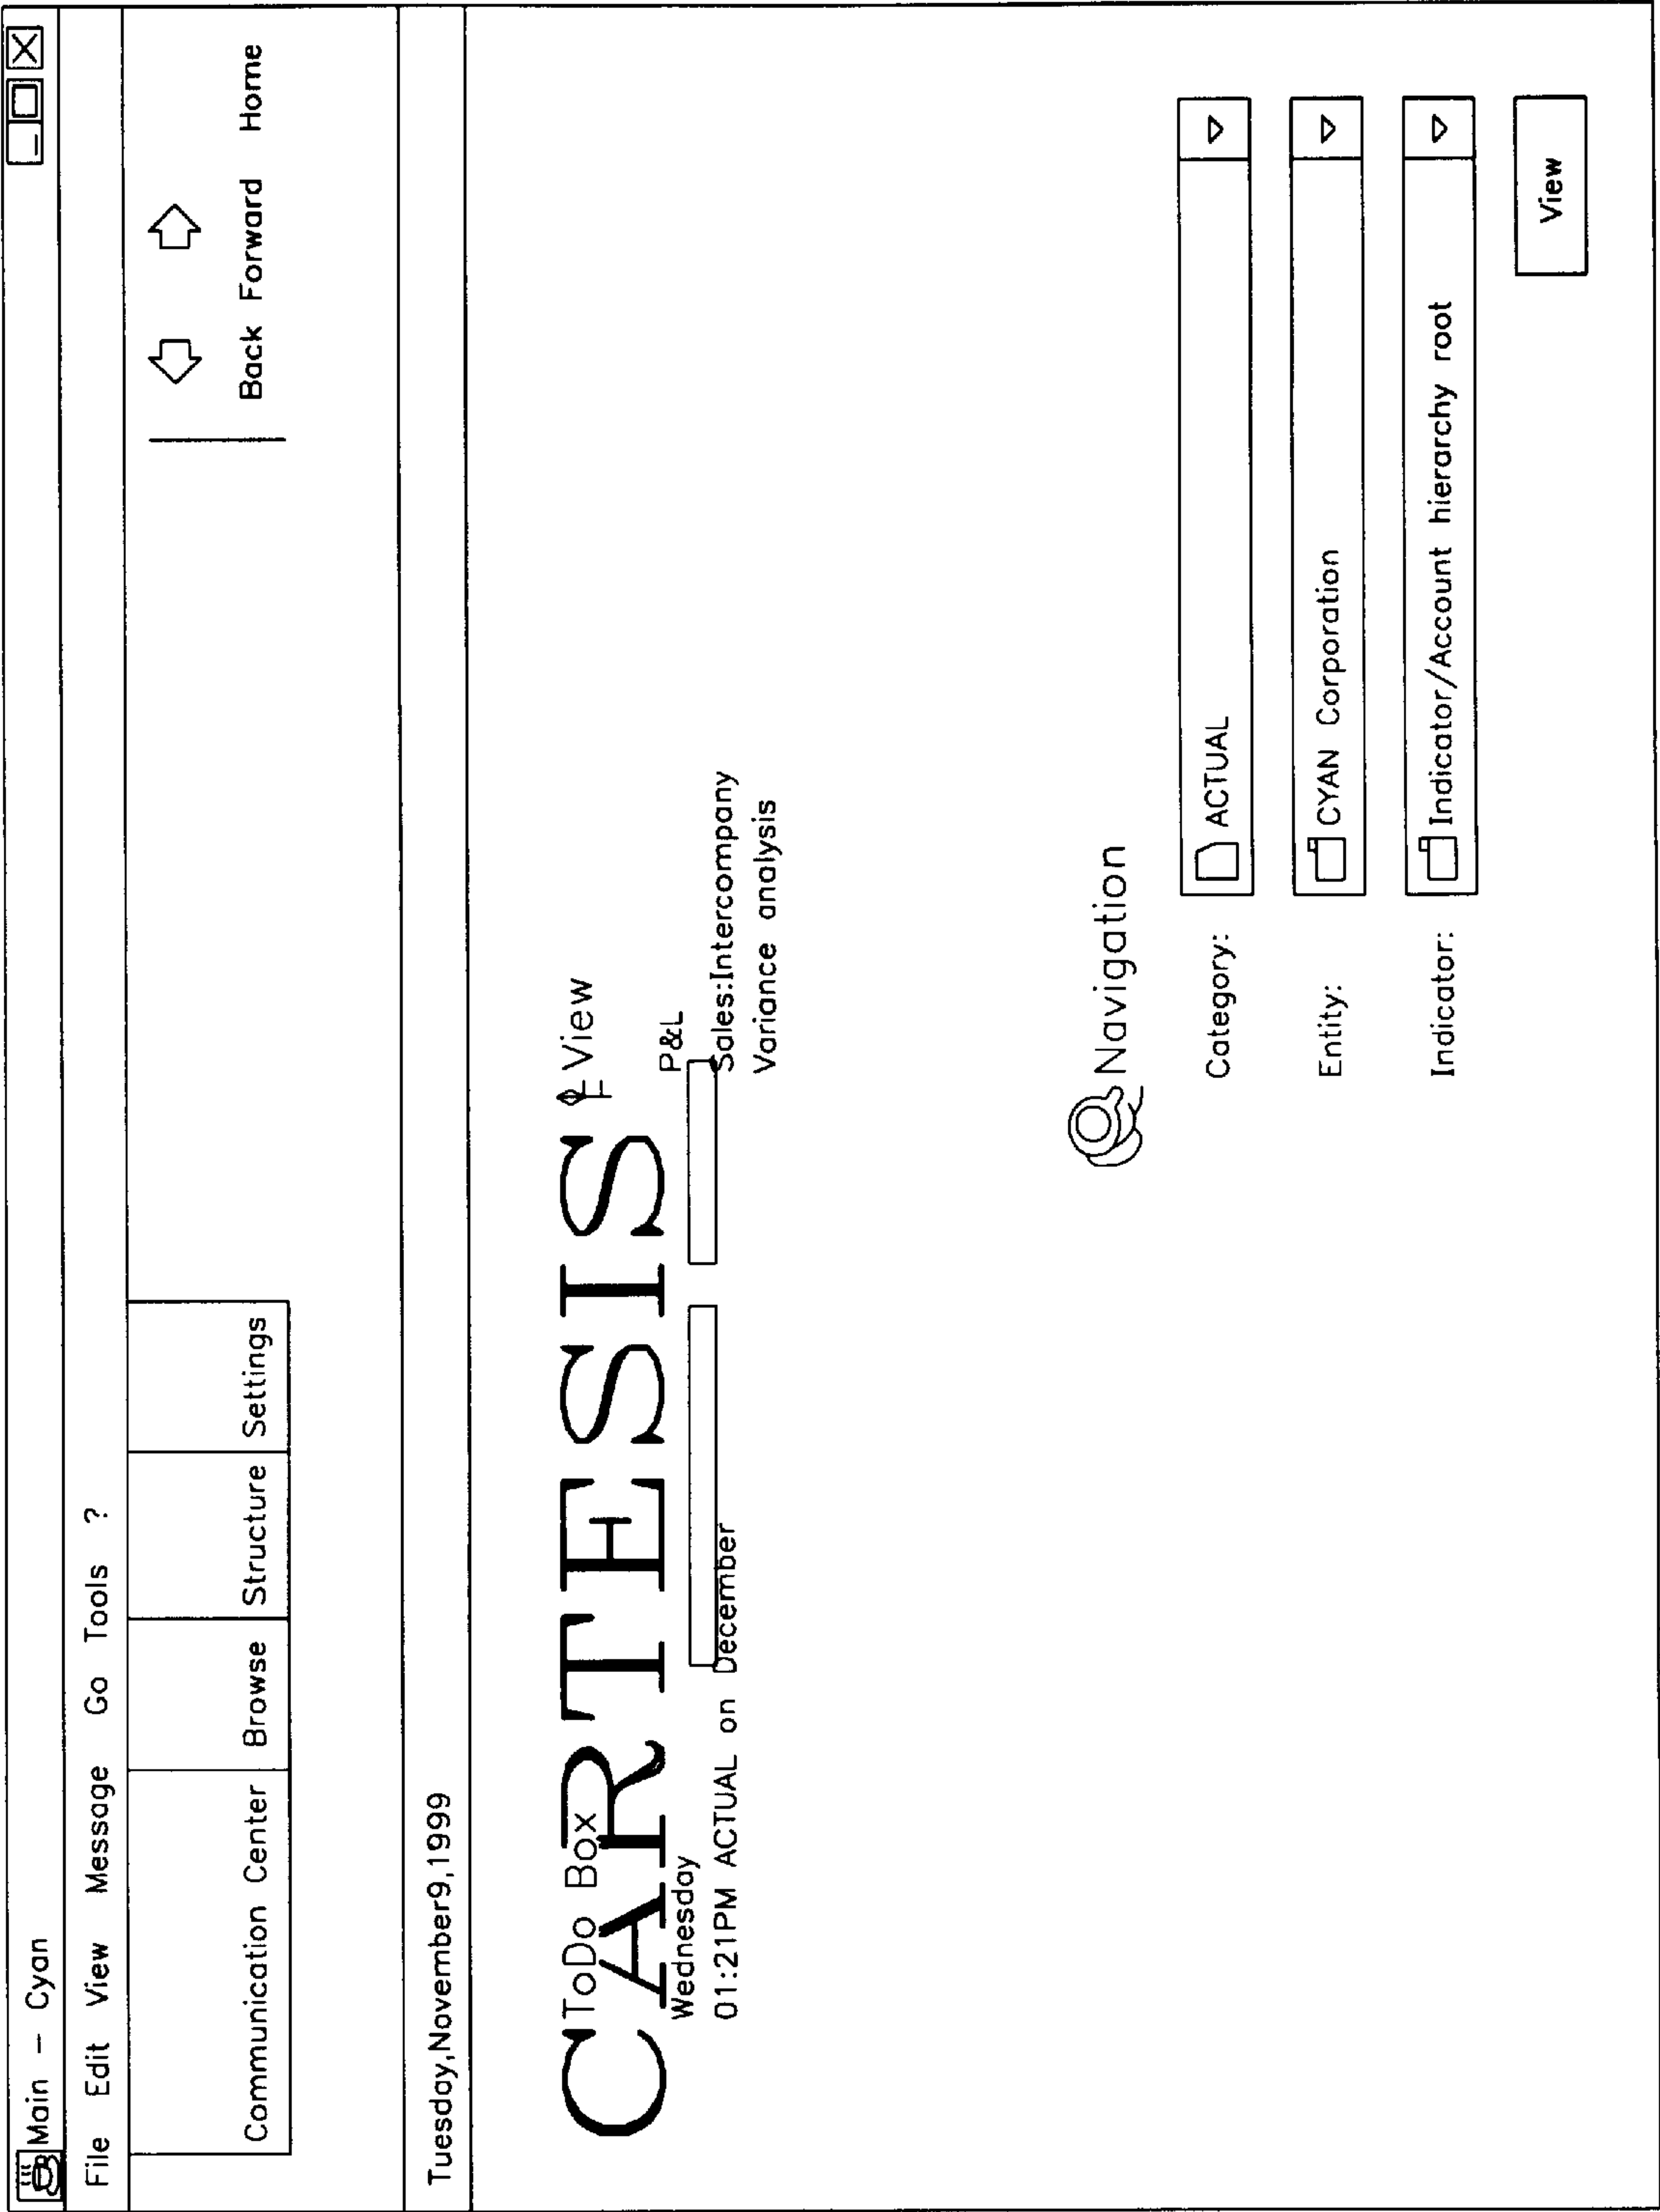 Main – Cyan
File Edit View Message Go Tools ?
Communication Center Browse Structure Settings
Back Forward Home
Tuesday,November9,1999
CARTESIS
ToDo Box
Wednesday
01:21PM ACTUAL on December
View
P&L
Sales:Intercompany
Variance analysis
Navigation
Category: ACTUAL
Entity: CYAN Corporation
Indicator: Indicator/Account hierarchy root
View